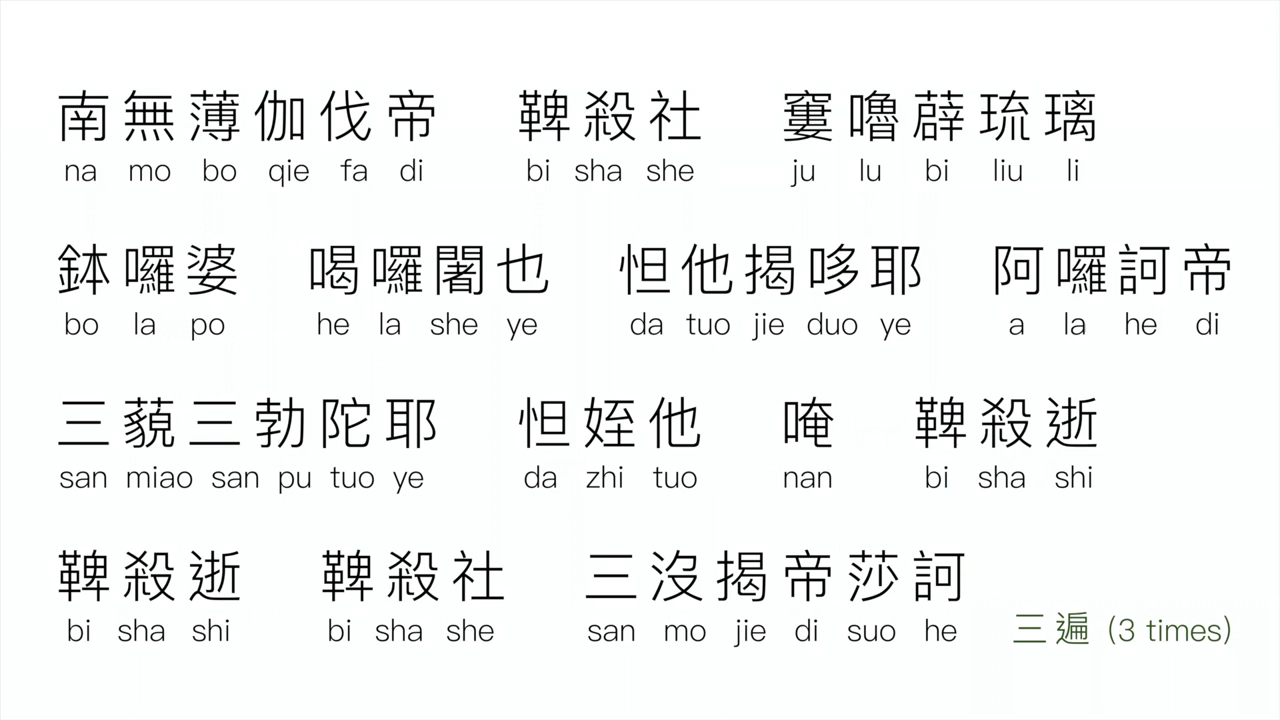 南無薄伽伐帝 鞞殺社 窶嚕薜琉璃
na mo bo qie fa di bi sha she ju lu bi liu li
鉢囉婆 喝囉闍也 怛他揭哆耶 阿囉訶帝
bo la po he la she ye da tuo jie duo ye a la he di
三藐三勃陀耶 怛姪他 唵 鞞殺逝
san miao san pu tuo ye da zhi tuo nan bi sha shi
鞞殺逝 鞞殺社 三沒揭帝莎訶
bi sha shi bi sha she san mo jie di suo he
三遍 (3 times)